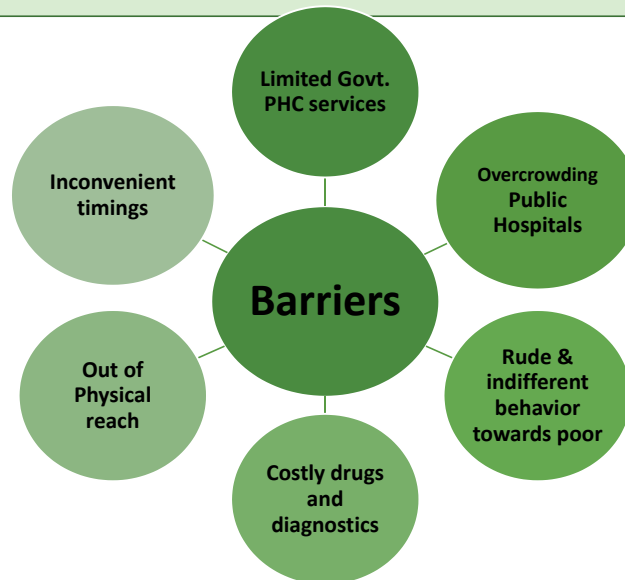 Limited Govt.
PHC services
Overcrowding
Public
Hospitals
Rude &
indifferent
behavior
towards poor
Costly drugs
and
diagnostics
Out of
Physical
reach
Inconvenient
timings
Barriers